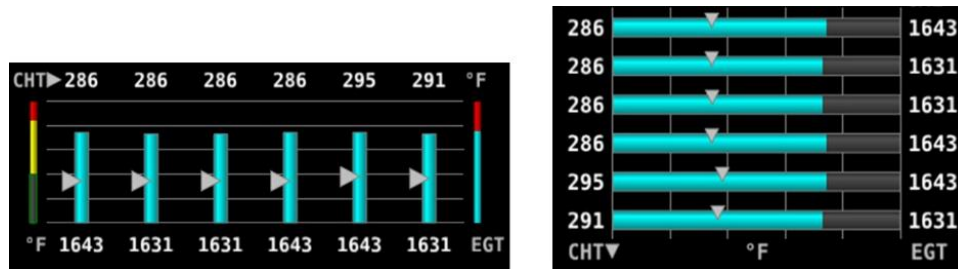 CHT▶286 286 286 286 295 291 °F
°F 1643 1631 1631 1643 1643 1631 EGT
286 1643
286 1631
286 1631
286 1643
295 1643
291 1631
CHT▼ °F EGT